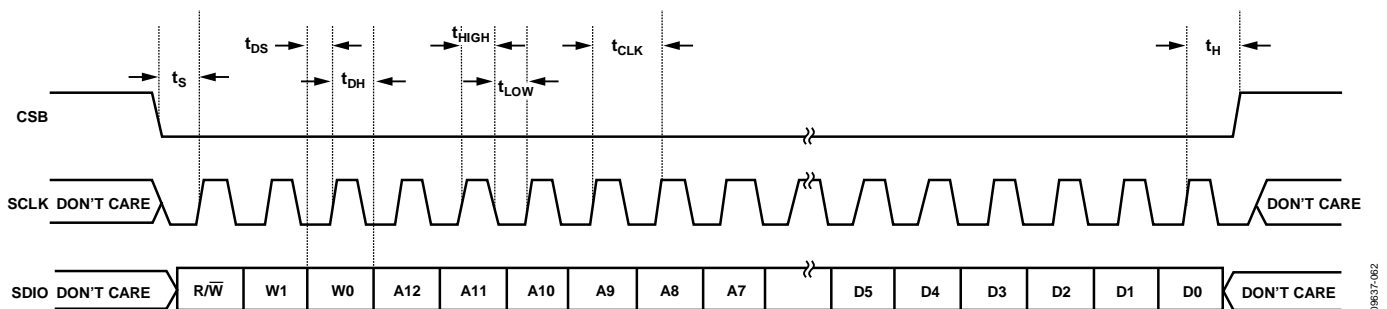 tDS
tHIGH
tCLK
tH
tS
tDH
tLOW
CSB
SCLK DON'T CARE
DON'T CARE
SDIO DON'T CARE R/W̅ W1 W0 A12 A11 A10 A9 A8 A7 D5 D4 D3 D2 D1 D0 DON'T CARE
09637-062